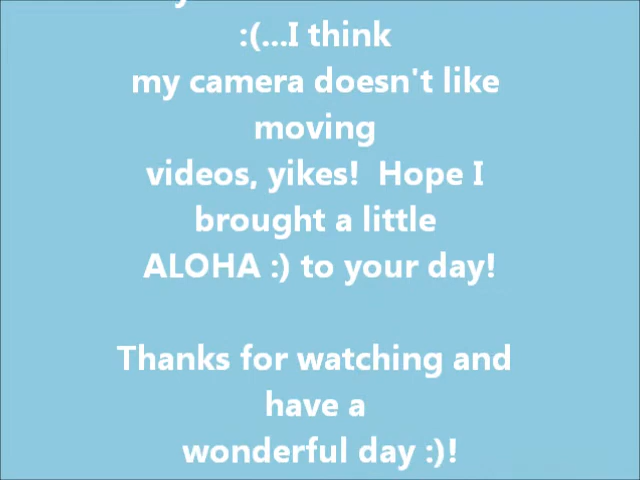 :(...I think
my camera doesn't like
moving
videos, yikes!  Hope I
brought a little
ALOHA :) to your day!
Thanks for watching and
have a
wonderful day :)!